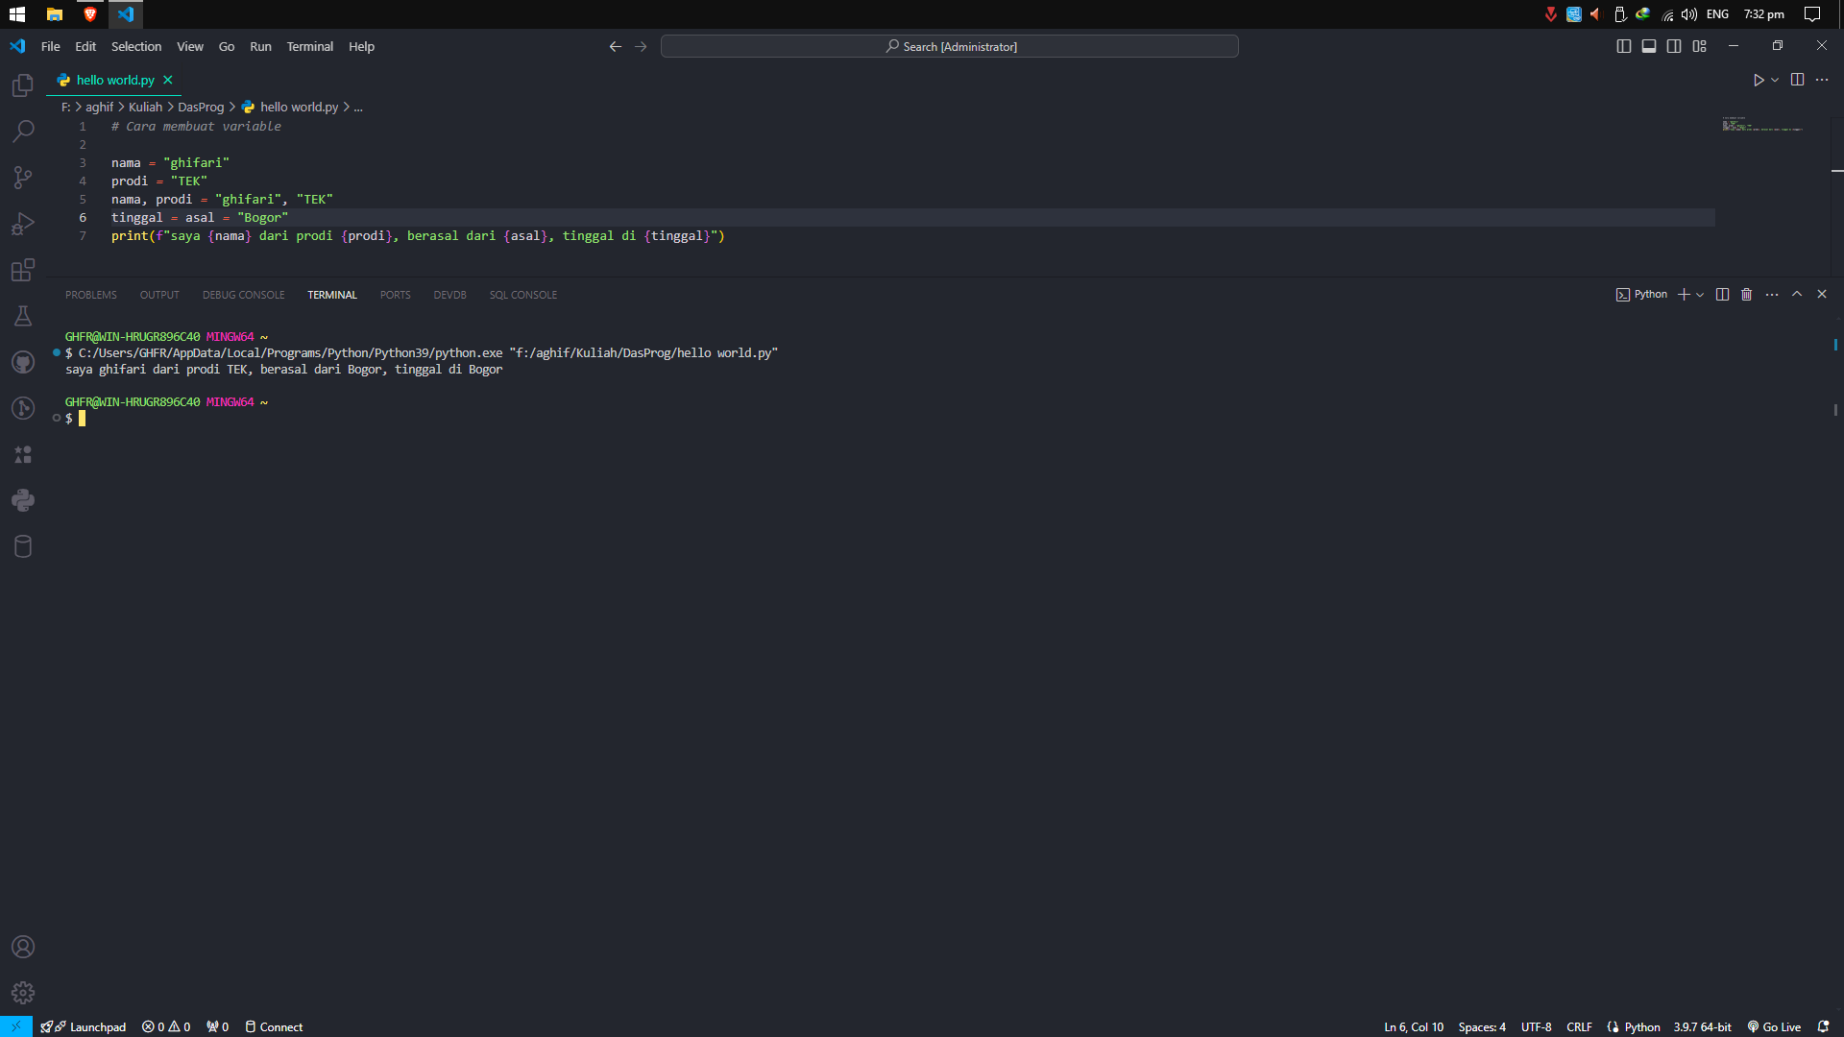 ENG 7:32 pm
File Edit Selection View Go Run Terminal Help
Search [Administrator]
hello world.py
F: > aghif > Kuliah > DasProg > hello world.py > ...
1 # Cara membuat variable
2
3 nama = "ghifari"
4 prodi = "TEK"
5 nama, prodi = "ghifari", "TEK"
6 tinggal = asal = "Bogor"
7 print(f"saya {nama} dari prodi {prodi}, berasal dari {asal}, tinggal di {tinggal}")
PROBLEMS OUTPUT DEBUG CONSOLE TERMINAL PORTS DEVDB SQL CONSOLE Python
GHFR@WIN-HRUGR896C40 MINGW64 ~
$ C:/Users/GHFR/AppData/Local/Programs/Python/Python39/python.exe "f:/aghif/Kuliah/DasProg/hello world.py"
saya ghifari dari prodi TEK, berasal dari Bogor, tinggal di Bogor
GHFR@WIN-HRUGR896C40 MINGW64 ~
$
Launchpad 0 0 0 Connect Ln 6, Col 10 Spaces: 4 UTF-8 CRLF Python 3.9.7 64-bit Go Live